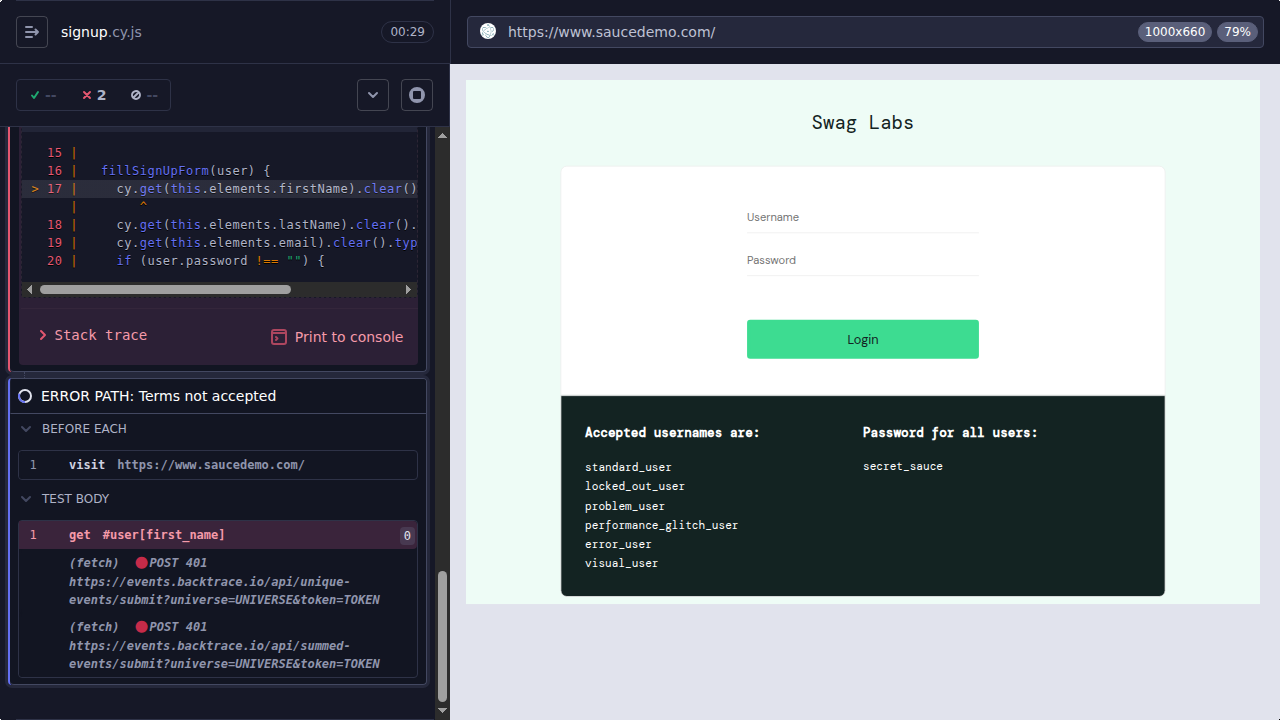 signup.cy.js
00:29
--
2
--
15 |
16 | fillSignUpForm(user) {
> 17 | cy.get(this.elements.firstName).clear()
| ^
18 | cy.get(this.elements.lastName).clear().
19 | cy.get(this.elements.email).clear().typ
20 | if (user.password !== "") {
Stack trace
Print to console
ERROR PATH: Terms not accepted
BEFORE EACH
1 visit https://www.saucedemo.com/
TEST BODY
1 get #user[first_name] 0
(fetch) POST 401
https://events.backtrace.io/api/unique-
events/submit?universe=UNIVERSE&token=TOKEN
(fetch) POST 401
https://events.backtrace.io/api/summed-
events/submit?universe=UNIVERSE&token=TOKEN
https://www.saucedemo.com/
1000x660
79%
Swag Labs
Username
Password
Login
Accepted usernames are:
standard_user
locked_out_user
problem_user
performance_glitch_user
error_user
visual_user
Password for all users:
secret_sauce